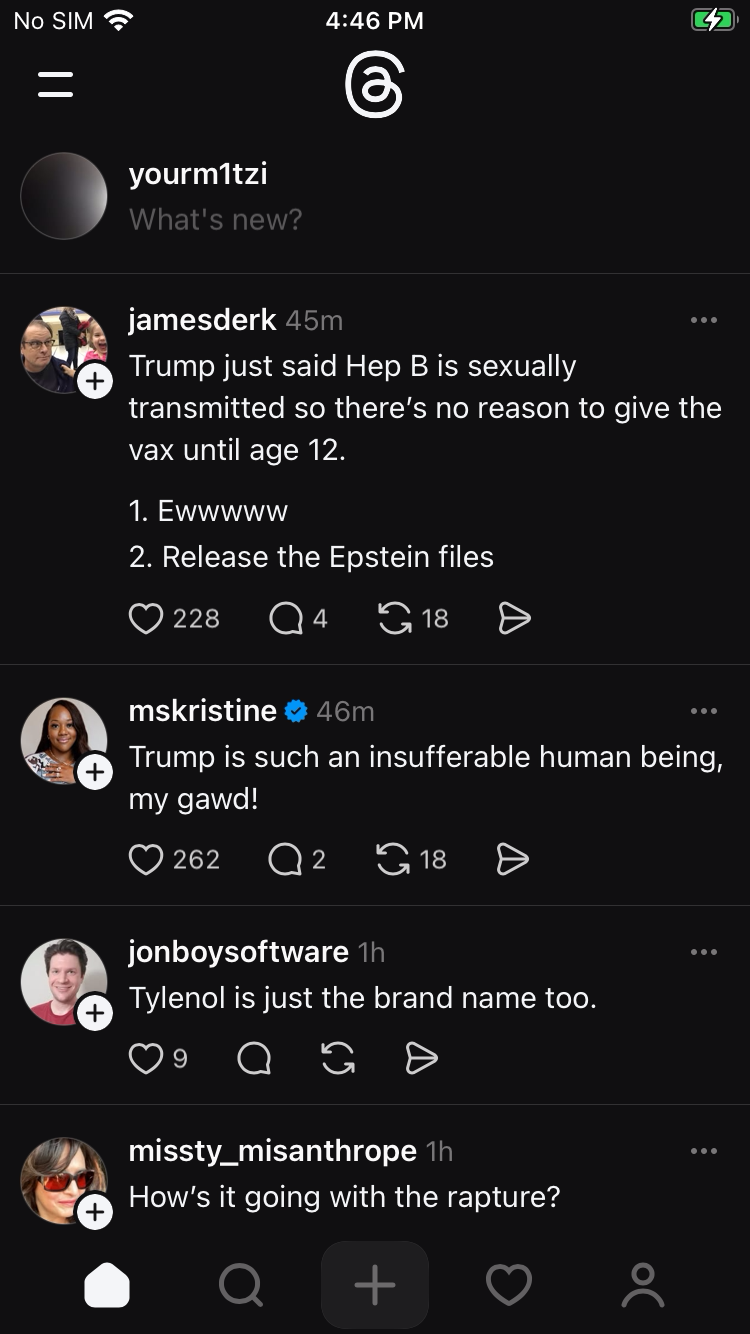 No SIM 4:46 PM
yourm1tzi
What's new?
jamesderk 45m
Trump just said Hep B is sexually
transmitted so there’s no reason to give the
vax until age 12.
1. Ewwwww
2. Release the Epstein files
228 4 18
mskristine 46m
Trump is such an insufferable human being,
my gawd!
262 2 18
jonboysoftware 1h
Tylenol is just the brand name too.
9
missty_misanthrope 1h
How’s it going with the rapture?